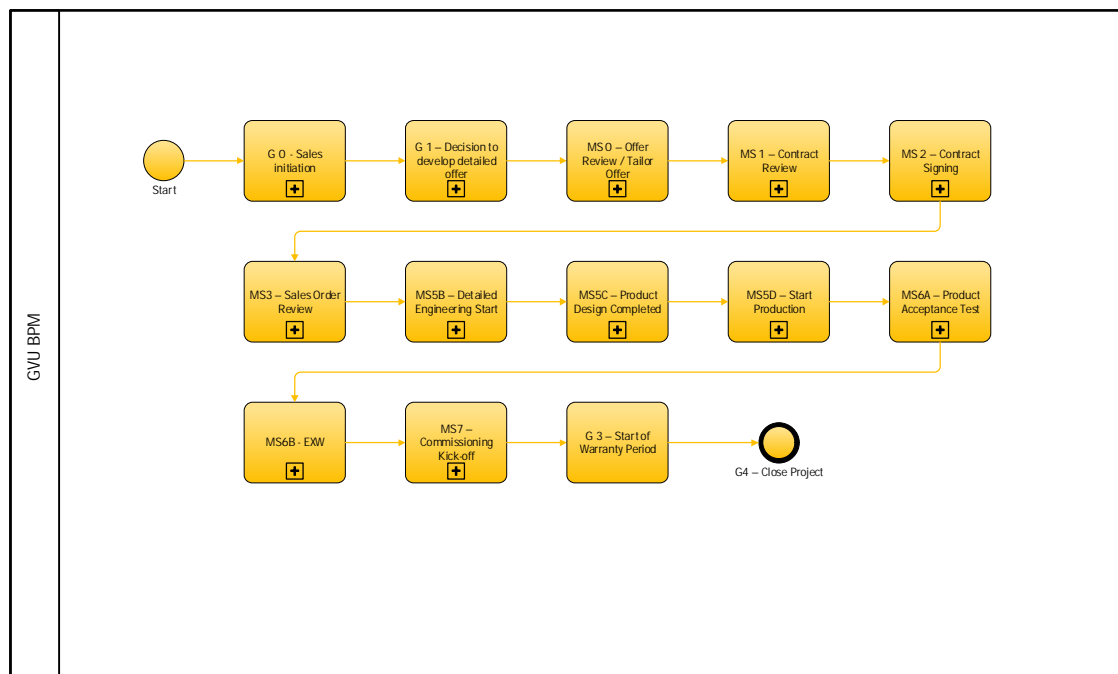 GVU BPM
Start
G 0 - Sales
initiation
G 1 – Decision to
develop detailed
offer
MS 0 – Offer
Review / Tailor
Offer
MS 1 – Contract
Review
MS 2 – Contract
Signing
MS3 – Sales Order
Review
MS5B – Detailed
Engineering Start
MS5C – Product
Design Completed
MS5D – Start
Production
MS6A – Product
Acceptance Test
MS6B - EXW
MS7 –
Commissioning
Kick-off
G 3 – Start of
Warranty Period
G4 – Close Project